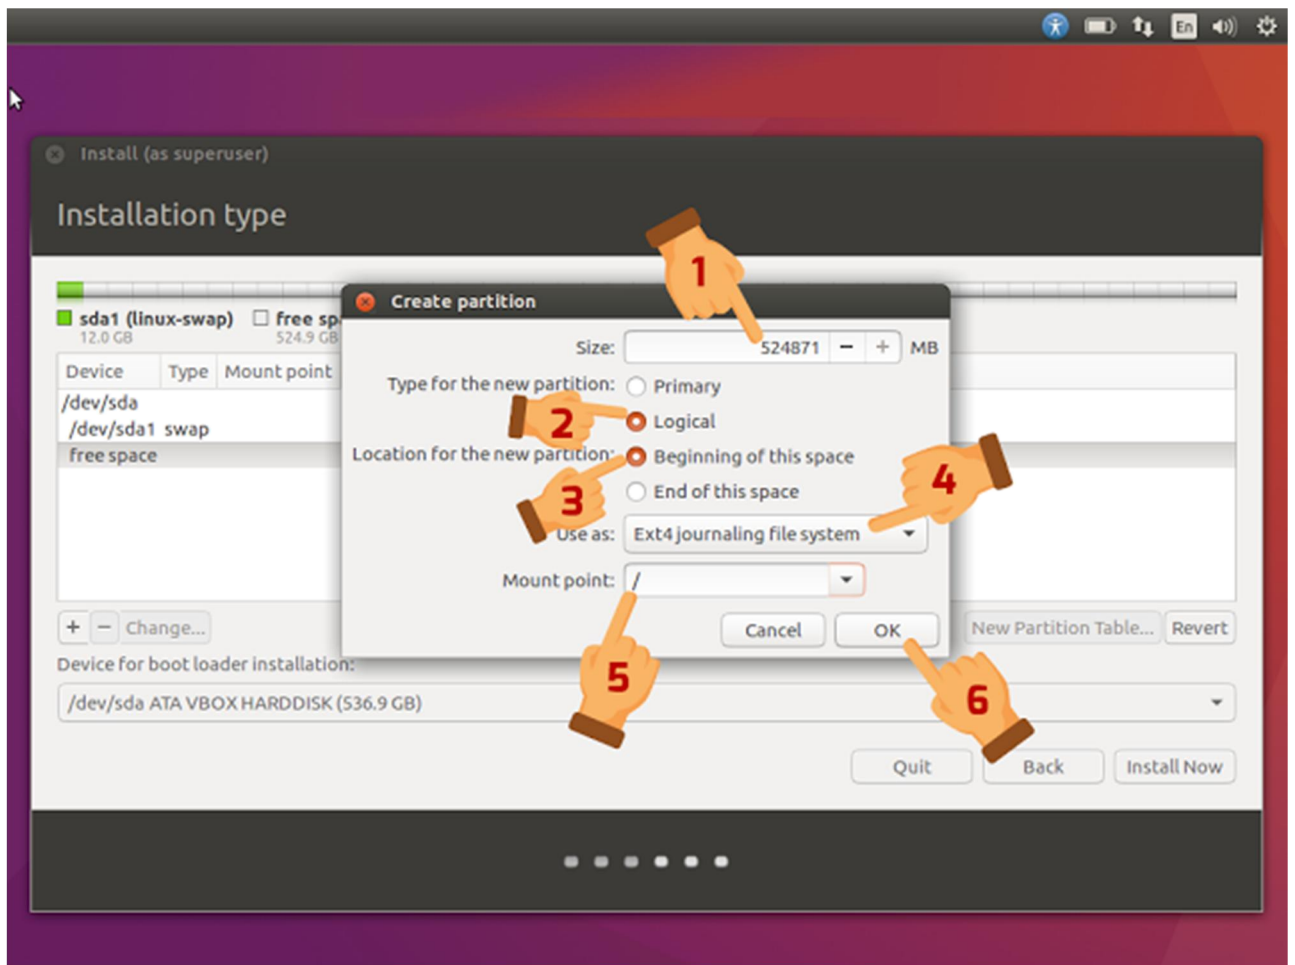 En
Install (as superuser)
Installation type
1
Create partition
sda1 (linux-swap)
12.0 GB
free sp
524.9 GB
Size: 524871 − + MB
Device Type Mount point
Type for the new partition: Primary
/dev/sda
2 Logical
/dev/sda1 swap
Location for the new partition: Beginning of this space
free space
4
3 End of this space
Use as: Ext4 journaling file system
Mount point: /
+ − Change... Cancel OK New Partition Table... Revert
Device for boot loader installation:
5
6
/dev/sda ATA VBOX HARDDISK (536.9 GB)
Quit Back Install Now